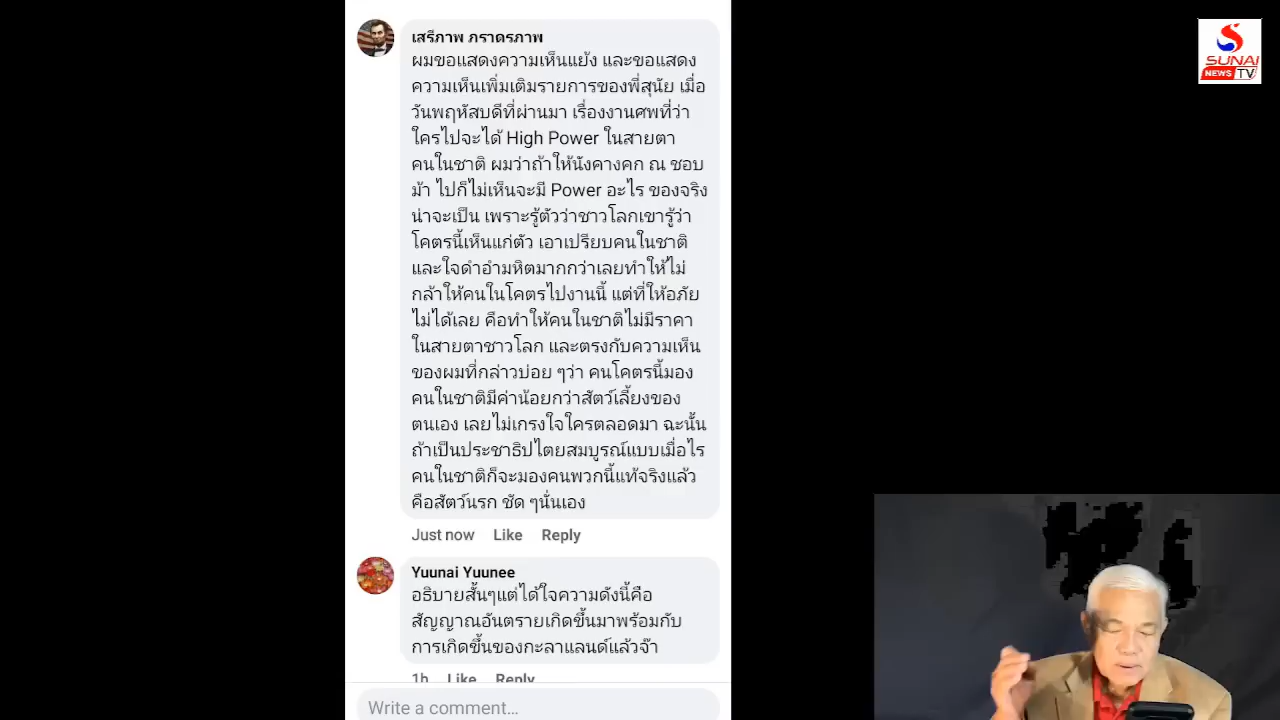 เสรีภาพ ภราดรภาพ
ผมขอแสดงความเห็นแย้ง และขอแสดง
ความเห็นเพิ่มเติมรายการของพี่สุนัย เมื่อ
วันพฤหัสบดีที่ผ่านมา เรื่องงานศพที่ว่า
ใครไปจะได้ High Power ในสายตา
คนในชาติ ผมว่าถ้าให้นังคางคก ณ ชอบ
ม้า ไปก็ไม่เห็นจะมี Power อะไร ของจริง
น่าจะเป็น เพราะรู้ตัวว่าชาวโลกเขารู้ว่า
โคตรนี้เห็นแก่ตัว เอาเปรียบคนในชาติ
และใจดำอำมหิตมากกว่าเลยทำให้ไม่
กล้าให้คนในโคตรไปงานนี้ แต่ที่ให้อภัย
ไม่ได้เลย คือทำให้คนในชาติไม่มีราคา
ในสายตาชาวโลก และตรงกับความเห็น
ของผมที่กล่าวบ่อย ๆว่า คนโคตรนี้มอง
คนในชาติมีค่าน้อยกว่าสัตว์เลี้ยงของ
ตนเอง เลยไม่เกรงใจใครตลอดมา ฉะนั้น
ถ้าเป็นประชาธิปไตยสมบูรณ์แบบเมื่อไร
คนในชาติก็จะมองคนพวกนี้แท้จริงแล้ว
คือสัตว์นรก ชัด ๆนั่นเอง
Just now Like Reply
Yuunai Yuunee
อธิบายสั้นๆแต่ได้ใจความดังนี้คือ
สัญญาณอันตรายเกิดขึ้นมาพร้อมกับ
การเกิดขึ้นของกะลาแลนด์แล้วจ๊า
1h Like Reply
Write a comment...
SUNAI
NEWS TV